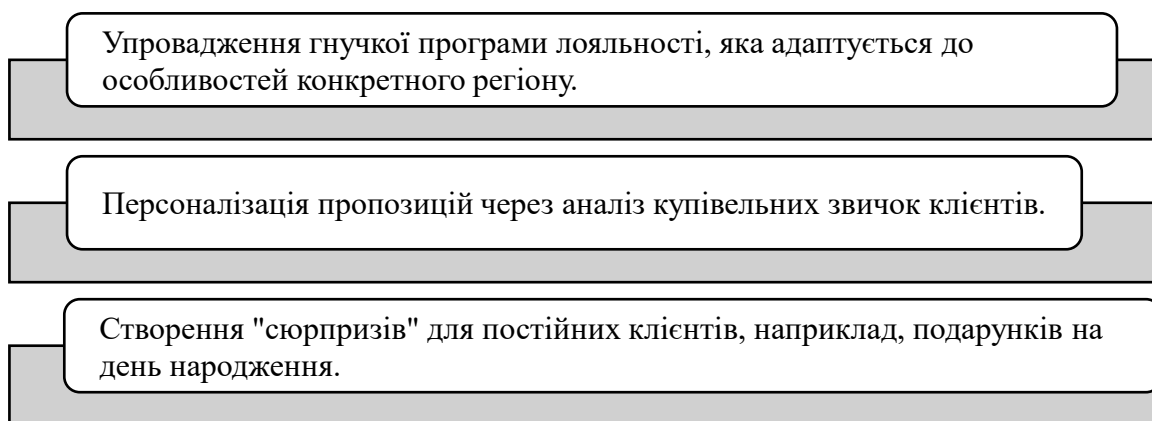 Упровадження гнучкої програми лояльності, яка адаптується до
особливостей конкретного регіону.
Персоналізація пропозицій через аналіз купівельних звичок клієнтів.
Створення "сюрпризів" для постійних клієнтів, наприклад, подарунків на
день народження.